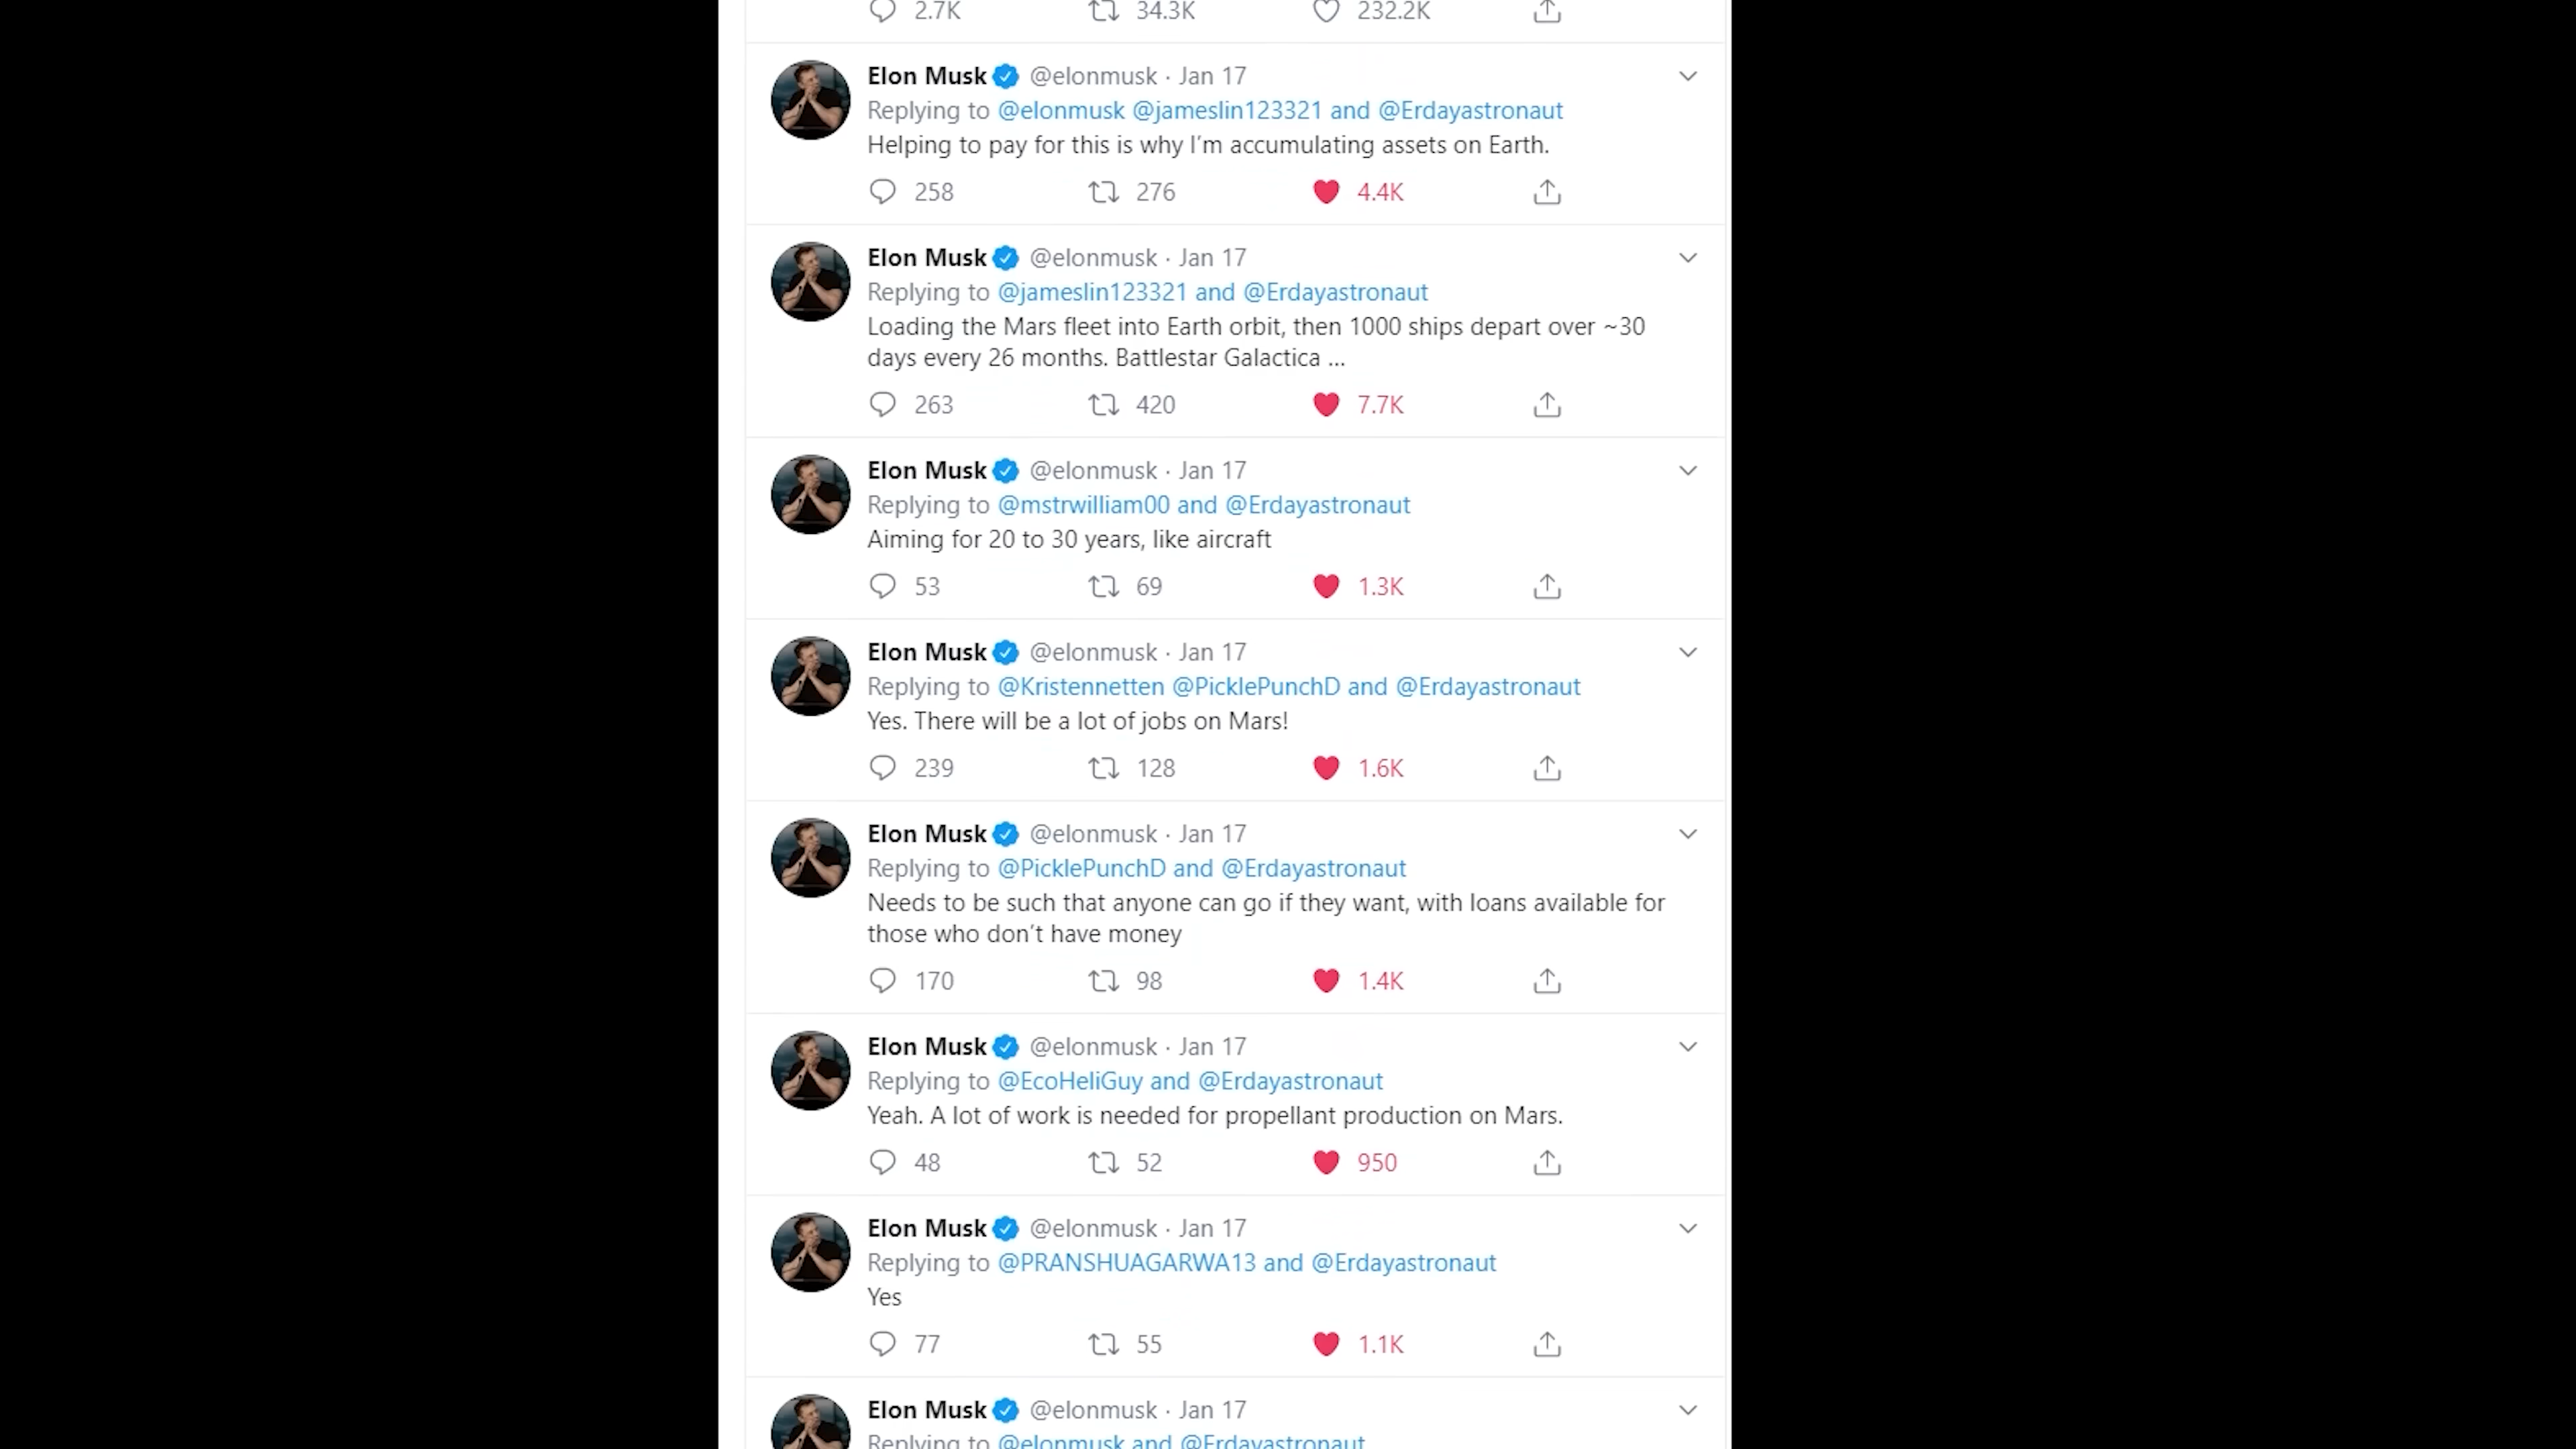 2.7K 34.3K 232.2K
Elon Musk @elonmusk · Jan 17
Replying to @elonmusk @jameslin123321 and @Erdayastronaut
Helping to pay for this is why I'm accumulating assets on Earth.
258 276 4.4K
Elon Musk @elonmusk · Jan 17
Replying to @jameslin123321 and @Erdayastronaut
Loading the Mars fleet into Earth orbit, then 1000 ships depart over ~30
days every 26 months. Battlestar Galactica ...
263 420 7.7K
Elon Musk @elonmusk · Jan 17
Replying to @mstrwilliam00 and @Erdayastronaut
Aiming for 20 to 30 years, like aircraft
53 69 1.3K
Elon Musk @elonmusk · Jan 17
Replying to @Kristennetten @PicklePunchD and @Erdayastronaut
Yes. There will be a lot of jobs on Mars!
239 128 1.6K
Elon Musk @elonmusk · Jan 17
Replying to @PicklePunchD and @Erdayastronaut
Needs to be such that anyone can go if they want, with loans available for
those who don't have money
170 98 1.4K
Elon Musk @elonmusk · Jan 17
Replying to @EcoHeliGuy and @Erdayastronaut
Yeah. A lot of work is needed for propellant production on Mars.
48 52 950
Elon Musk @elonmusk · Jan 17
Replying to @PRANSHUAGARWA13 and @Erdayastronaut
Yes
77 55 1.1K
Elon Musk @elonmusk · Jan 17
Replying to @elonmusk and @Erdayastronaut